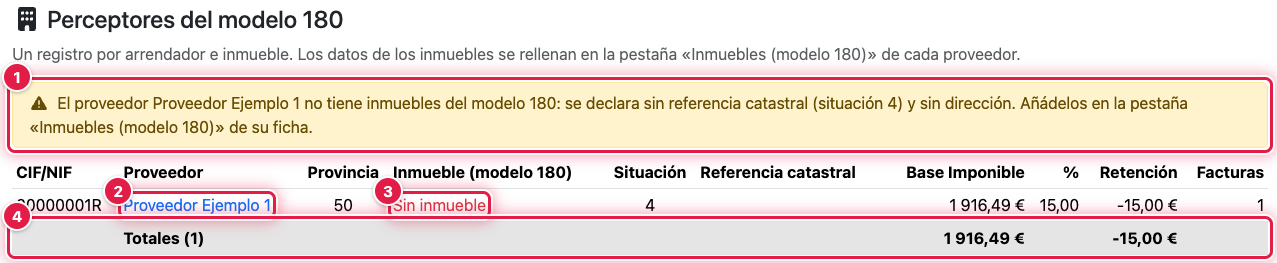 Perceptores del modelo 180
Un registro por arrendador e inmueble. Los datos de los inmuebles se rellenan en la pestaña «Inmuebles (modelo 180)» de cada proveedor.
1
El proveedor Proveedor Ejemplo 1 no tiene inmuebles del modelo 180: se declara sin referencia catastral (situación 4) y sin dirección. Añádelos en la pestaña
«Inmuebles (modelo 180)» de su ficha.
CIF/NIF Proveedor Provincia Inmueble (modelo 180) Situación Referencia catastral Base Imponible % Retención Facturas
2 3
00000001R Proveedor Ejemplo 1 50 Sin inmueble 4 1 916,49 € 15,00 -15,00 € 1
4
Totales (1) 1 916,49 € -15,00 €